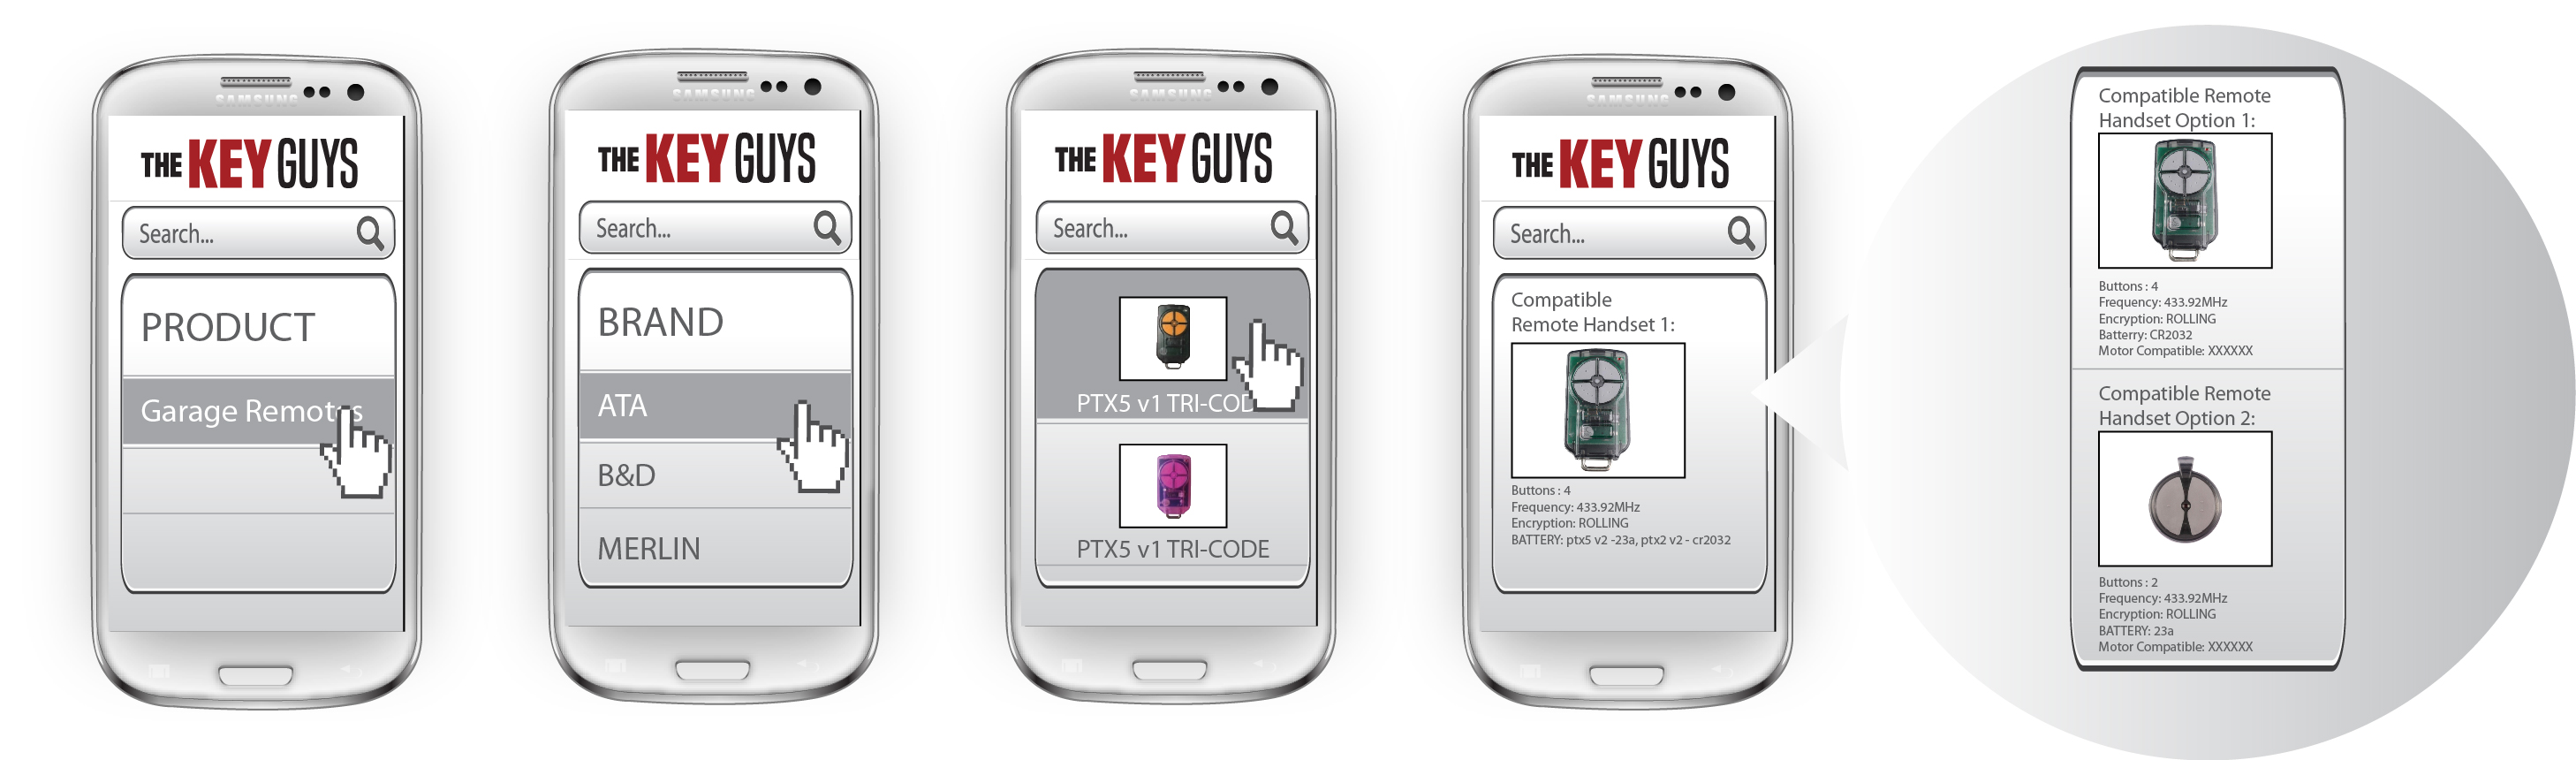 SAMSUNG
THE KEY GUYS
Search...
PRODUCT
Garage Remotes
SAMSUNG
THE KEY GUYS
Search...
BRAND
ATA
B&D
MERLIN
SAMSUNG
THE KEY GUYS
Search...
PTX5 v1 TRI-COD
PTX5 v1 TRI-CODE
SAMSUNG
THE KEY GUYS
Search...
Compatible
Remote Handset 1:
Buttons : 4
Frequency: 433.92MHz
Encryption: ROLLING
BATTERY: ptx5 v2 -23a, ptx2 v2 - cr2032
Compatible Remote
Handset Option 1:
Buttons : 4
Frequency: 433.92MHz
Encryption: ROLLING
Batterry: CR2032
Motor Compatible: XXXXXX
Compatible Remote
Handset Option 2:
Buttons : 2
Frequency: 433.92MHz
Encryption: ROLLING
BATTERY: 23a
Motor Compatible: XXXXXX